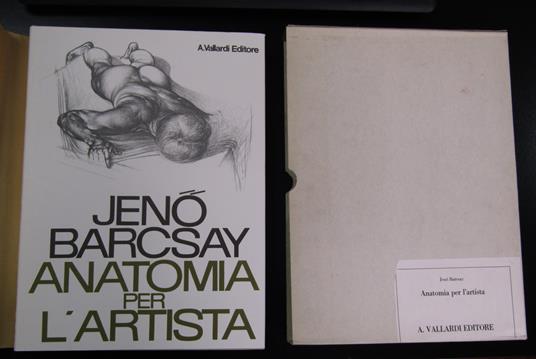 A.Vallardi Editore
JENŐ
BARCSAY
ANATOMIA
PER
L'ARTISTA
Jenő Barcsay
Anatomia per l'artista
A. VALLARDI EDITORE